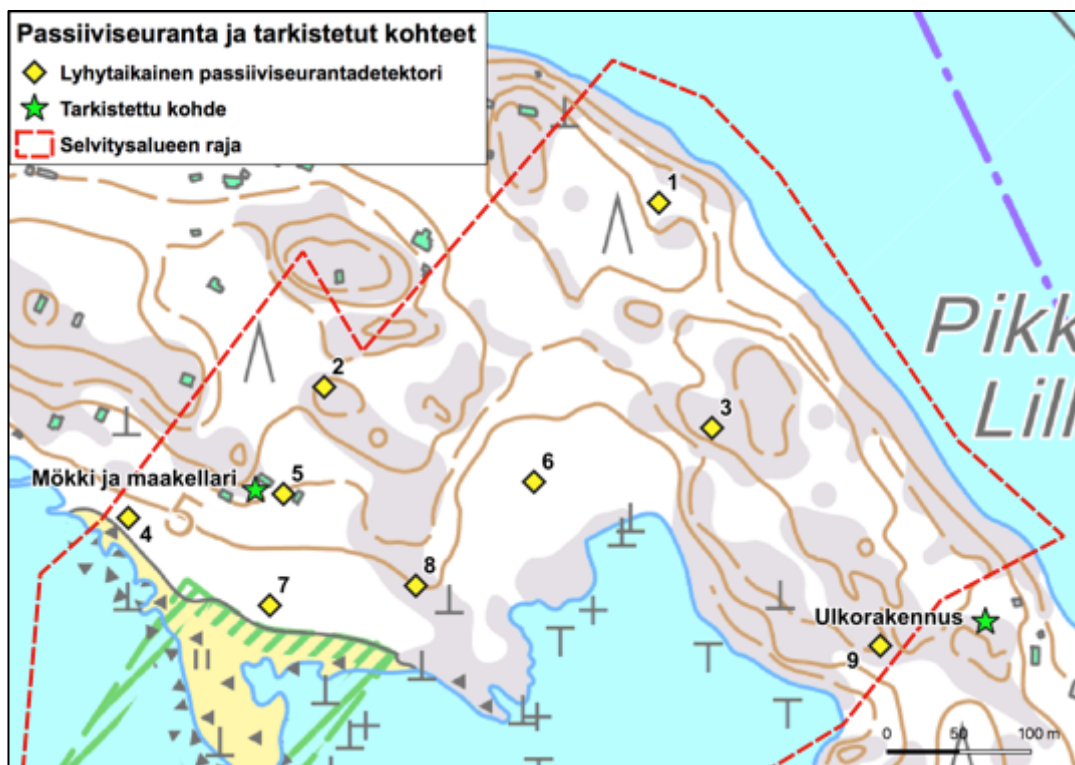 Passiiviseuranta ja tarkistetut kohteet
Lyhytaikainen passiiviseurantadetektori
Tarkistettu kohde
Selvitysalueen raja
1
2
3
Pikk
Lill
Mökki ja maakellari
5
6
4
5
8
7
Ulkorakennus
9
0 50 100 m